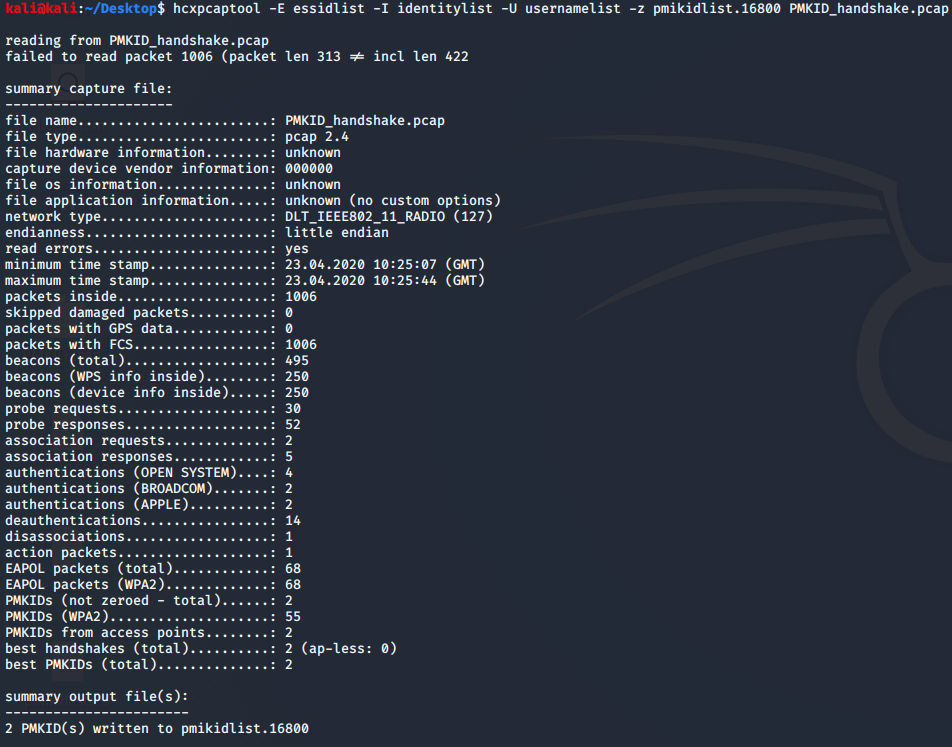 kali@kali:~/Desktop$ hcxpcaptool -E essidlist -I identitylist -U usernamelist -z pmikidlist.16800 PMKID_handshake.pcap
reading from PMKID_handshake.pcap
failed to read packet 1006 (packet len 313 ≠ incl len 422
summary capture file:
---------------------
file name........................: PMKID_handshake.pcap
file type........................: pcap 2.4
file hardware information........: unknown
capture device vendor information: 000000
file os information..............: unknown
file application information.....: unknown (no custom options)
network type.....................: DLT_IEEE802_11_RADIO (127)
endianness.......................: little endian
read errors......................: yes
minimum time stamp...............: 23.04.2020 10:25:07 (GMT)
maximum time stamp...............: 23.04.2020 10:25:44 (GMT)
packets inside...................: 1006
skipped damaged packets..........: 0
packets with GPS data............: 0
packets with FCS.................: 1006
beacons (total)..................: 495
beacons (WPS info inside)........: 250
beacons (device info inside).....: 250
probe requests...................: 30
probe responses..................: 52
association requests.............: 2
association responses............: 5
authentications (OPEN SYSTEM)....: 4
authentications (BROADCOM).......: 2
authentications (APPLE)..........: 2
deauthentications................: 14
disassociations..................: 1
action packets...................: 1
EAPOL packets (total)............: 68
EAPOL packets (WPA2).............: 68
PMKIDs (not zeroed - total)......: 2
PMKIDs (WPA2)....................: 55
PMKIDs from access points........: 2
best handshakes (total)..........: 2 (ap-less: 0)
best PMKIDs (total)..............: 2
summary output file(s):
-----------------------
2 PMKID(s) written to pmikidlist.16800